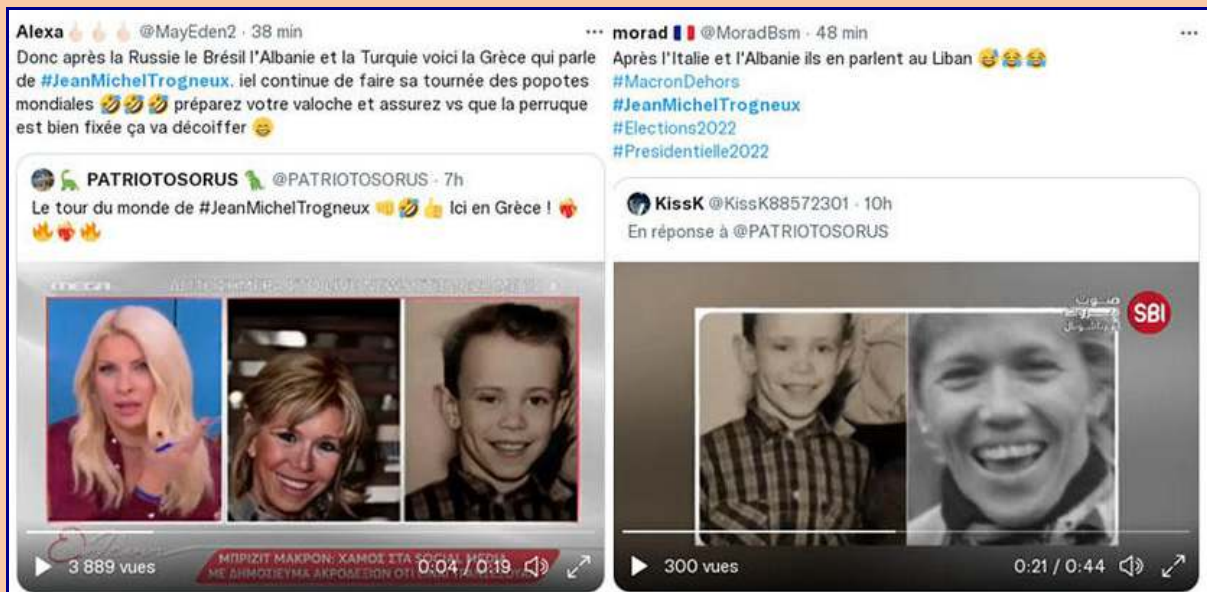 Alexa @MayEden2 · 38 min
Donc après la Russie le Brésil l'Albanie et la Turquie voici la Grèce qui parle
de #JeanMichelTrogneux. iel continue de faire sa tournée des popotes
mondiales 🤣🤣🤣 préparez votre valoche et assurez vs que la perruque
est bien fixée ça va décoiffer 😄
PATRIOTOSORUS @PATRIOTOSORUS · 7h
Le tour du monde de #JeanMichelTrogneux 👊🤣👍 Ici en Grèce !
MEGA
3 889 vues
ΜΠΡΙΖΙΤ ΜΑΚΡΟΝ: ΧΑΜΟΣ ΣΤΑ SOCIAL MEDIA
ΜΕ ΔΗΜΟΣΙΕΥΜΑ ΑΚΡΟΔΕΞΙΩΝ ΟΤΙ
0:04 / 0:19
morad 🇫🇷 @MoradBsm · 48 min
Après l'Italie et l'Albanie ils en parlent au Liban 😅😂😂
#MacronDehors
#JeanMichelTrogneux
#Elections2022
#Presidentielle2022
KissK @KissK88572301 · 10h
En réponse à @PATRIOTOSORUS
صوت
بيروت
إنترناشونال
SBI
300 vues
0:21 / 0:44